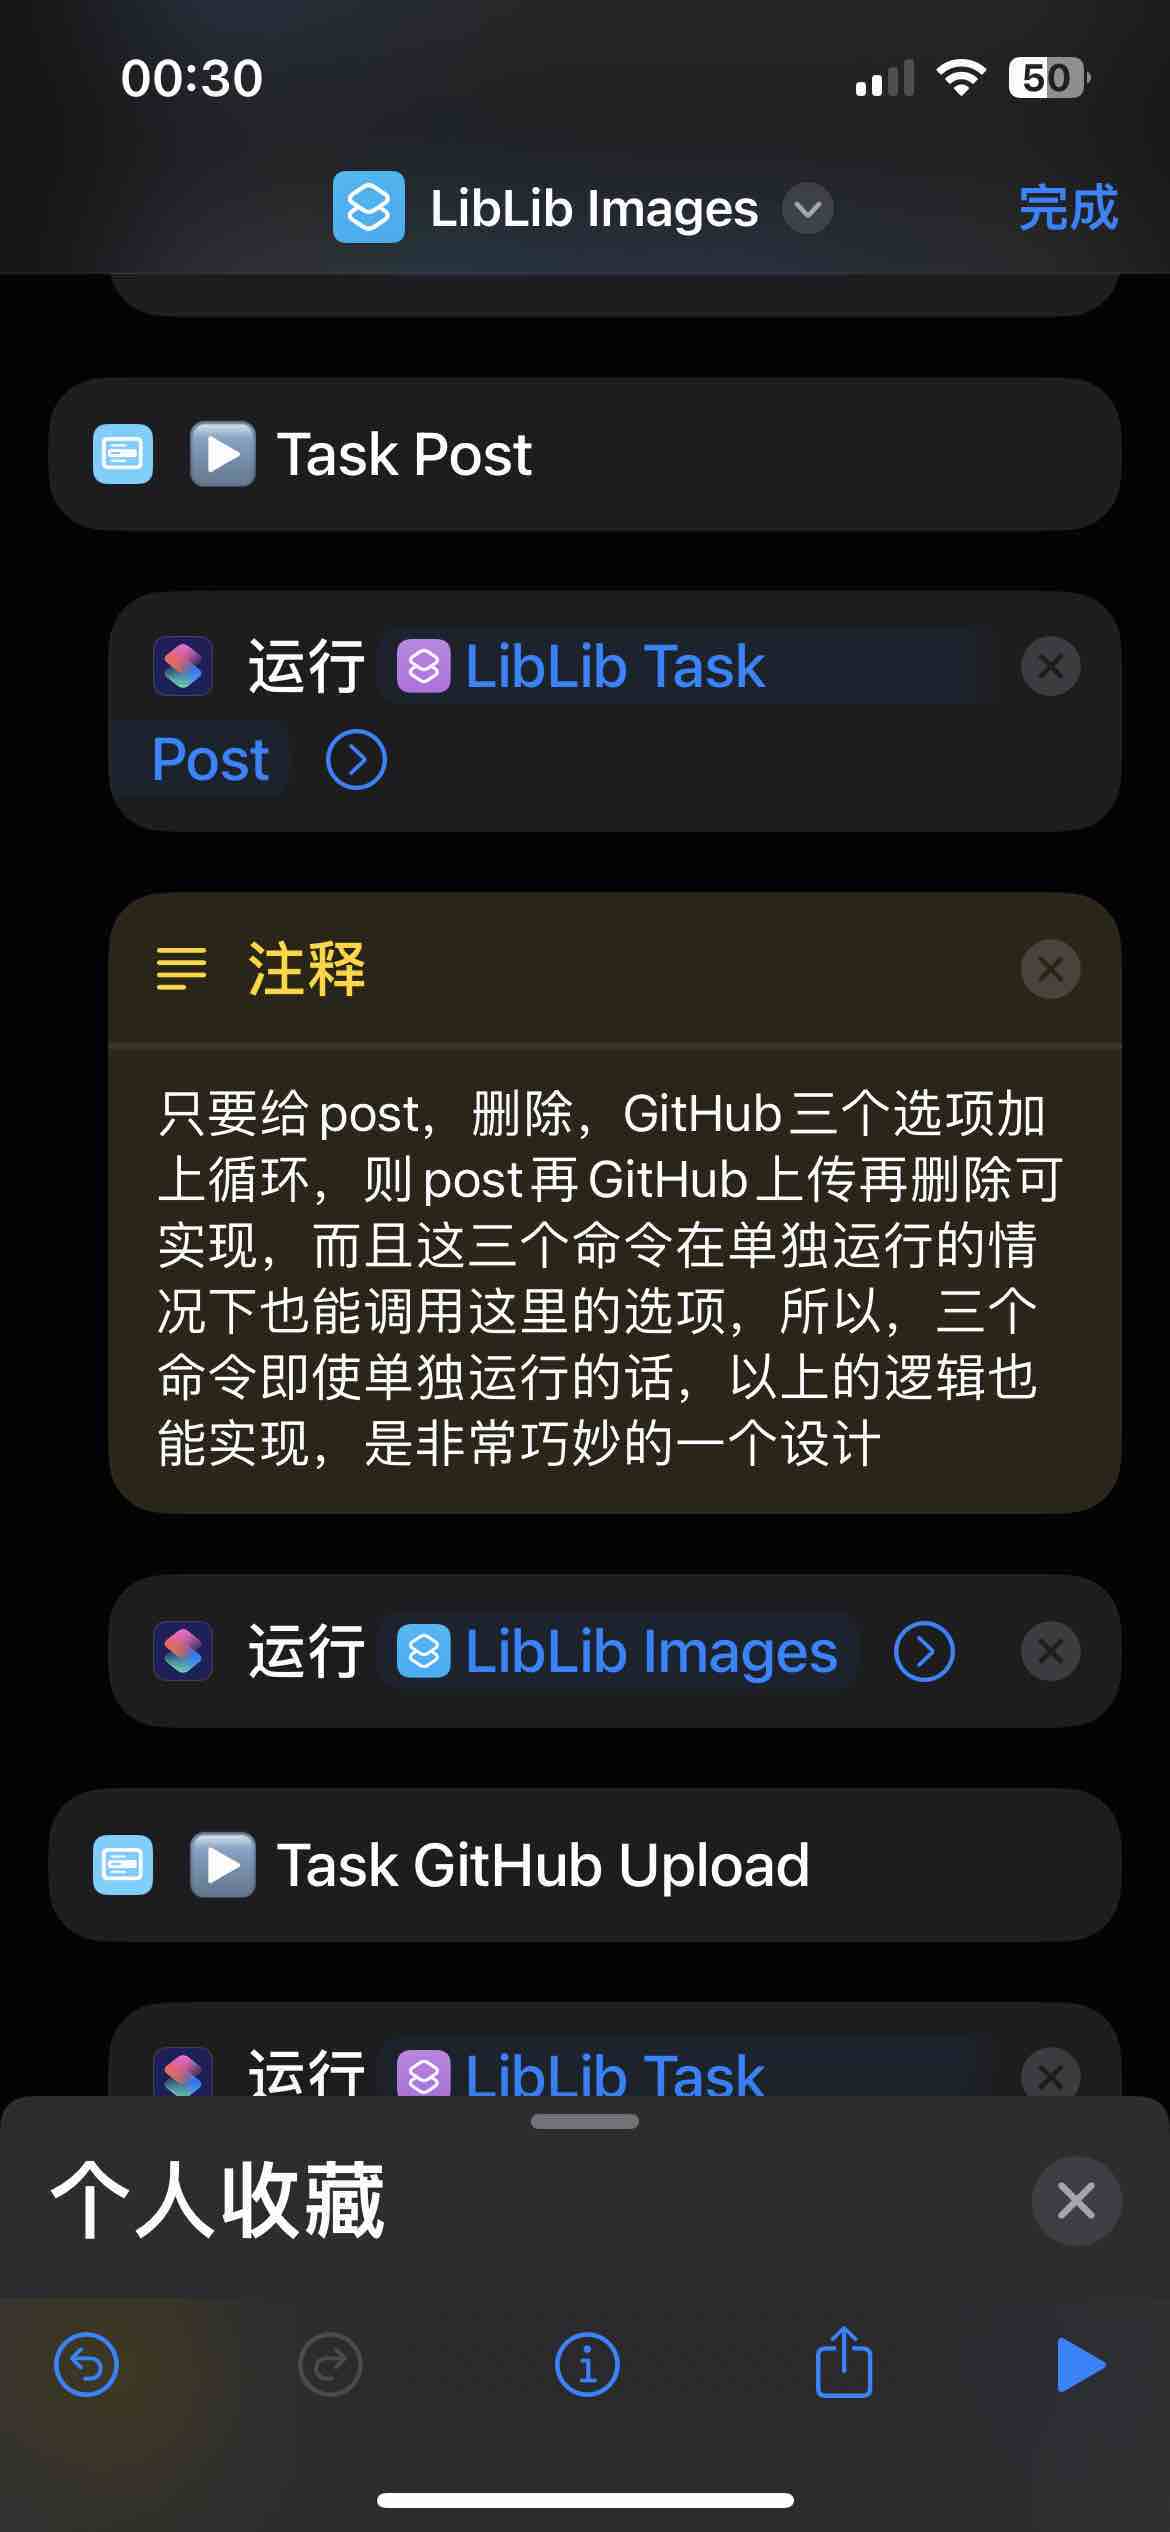 00:30
50
LibLib Images
完成
Task Post
运行 LibLib Task
Post
注释
只要给post，删除，GitHub三个选项加
上循环，则post再GitHub上传再删除可
实现，而且这三个命令在单独运行的情
况下也能调用这里的选项，所以，三个
命令即使单独运行的话，以上的逻辑也
能实现，是非常巧妙的一个设计
运行 LibLib Images
Task GitHub Upload
运行 LibLib Task
个人收藏